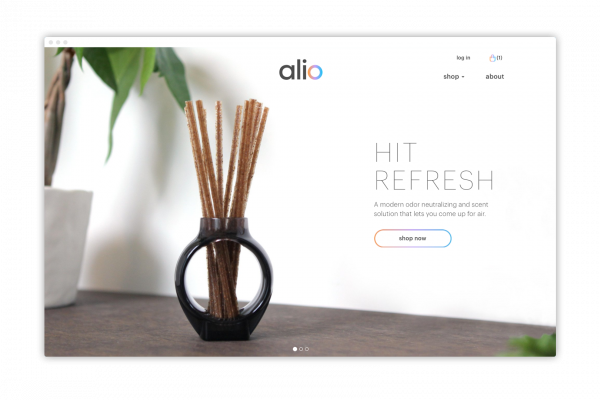 log in
(1)
alio
shop
about
HIT
REFRESH
A modern odor neutralizing and scent
solution that lets you come up for air.
shop now